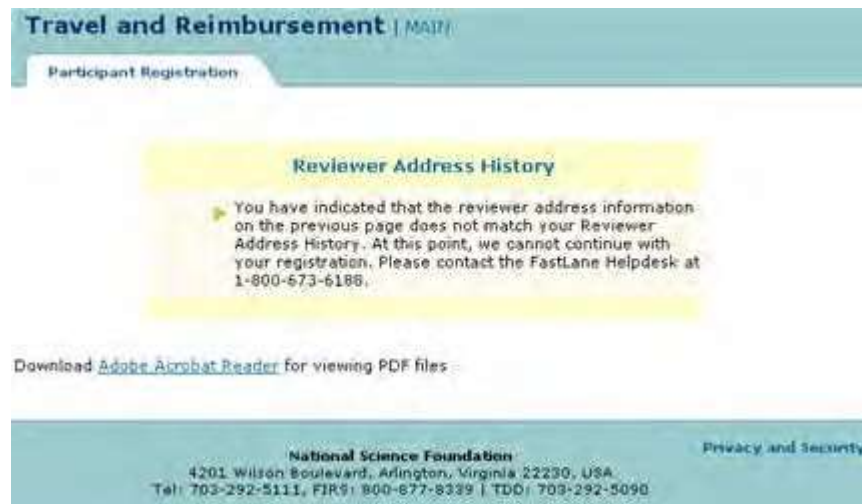 Travel and Reimbursement | MAIN
Participant Registration
Reviewer Address History
You have indicated that the reviewer address information
on the previous page does not match your Reviewer
Address History. At this point, we cannot continue with
your registration. Please contact the FastLane Helpdesk at
1-800-673-6188.
Download Adobe Acrobat Reader for viewing PDF files
National Science Foundation
Privacy and Security
4201 Wilson Boulevard, Arlington, Virginia 22230, USA
Tel: 703-292-5111, FIRS: 800-877-8339 | TDD: 703-292-5090